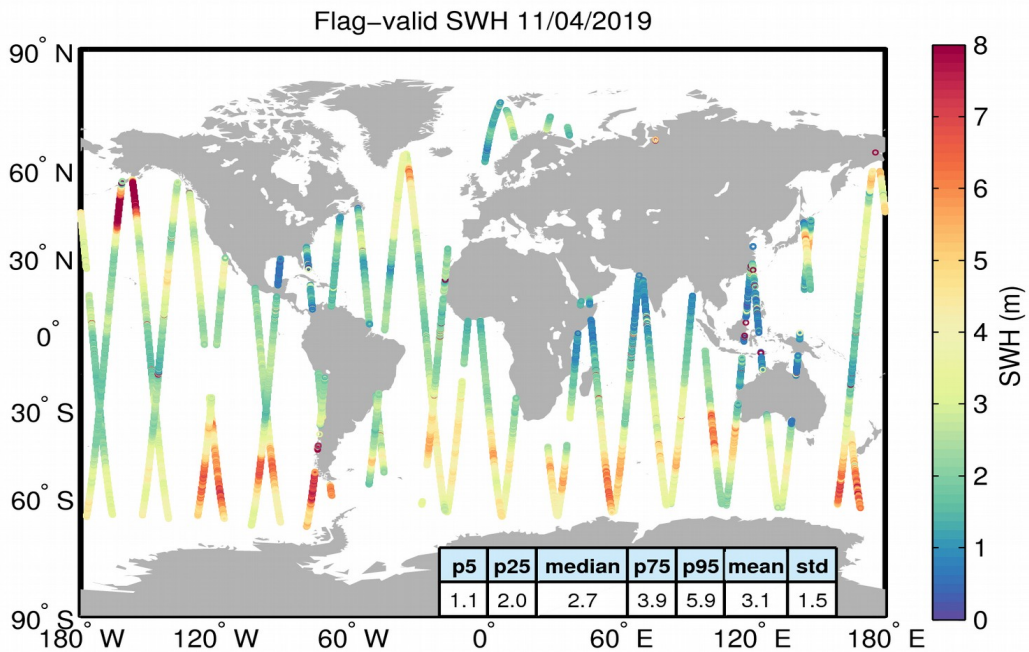 Flag−valid SWH 11/04/2019
90° N
60° N
30° N
0°
30° S
60° S
90° S
180° W
120° W
60° W
0°
60° E
120° E
180° E
p5 p25 median p75 p95 mean std
1.1 2.0 2.7 3.9 5.9 3.1 1.5
8
7
6
5
4
3
2
1
0
SWH (m)